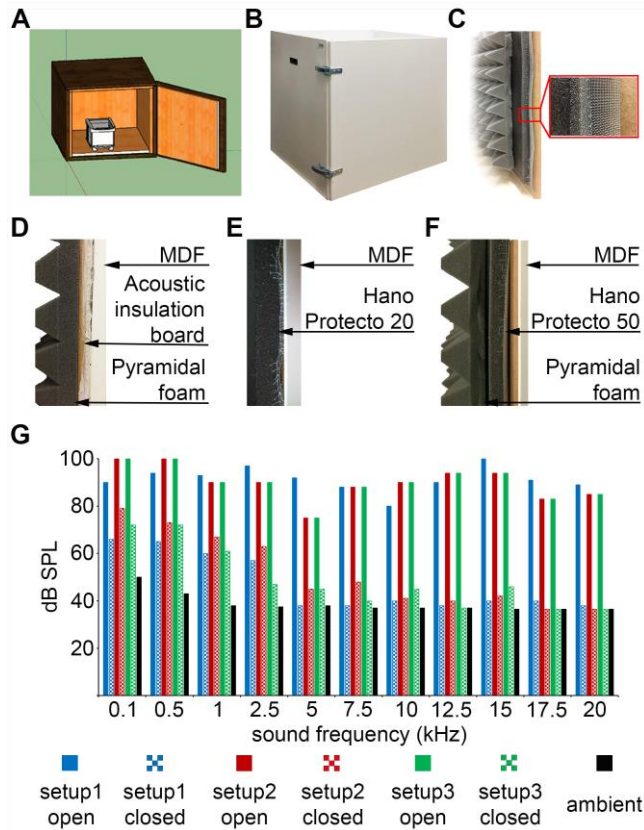 A
B
C
D
MDF
Acoustic
insulation
board
Pyramidal
foam
E
MDF
Hano
Protecto 20
F
MDF
Hano
Protecto 50
Pyramidal
foam
G
100
80
60
40
20
dB SPL
0.1 0.5 1 2.5 5 7.5 10 12.5 15 17.5 20
sound frequency (kHz)
setup1 open
setup1 closed
setup2 open
setup2 closed
setup3 open
setup3 closed
ambient